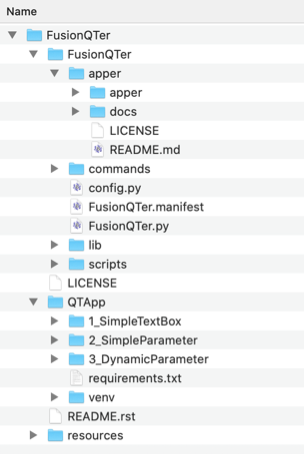 Name
FusionQTer
FusionQTer
apper
apper
docs
LICENSE
README.md
commands
config.py
FusionQTer.manifest
FusionQTer.py
lib
scripts
LICENSE
QTApp
1_SimpleTextBox
2_SimpleParameter
3_DynamicParameter
requirements.txt
venv
README.rst
resources